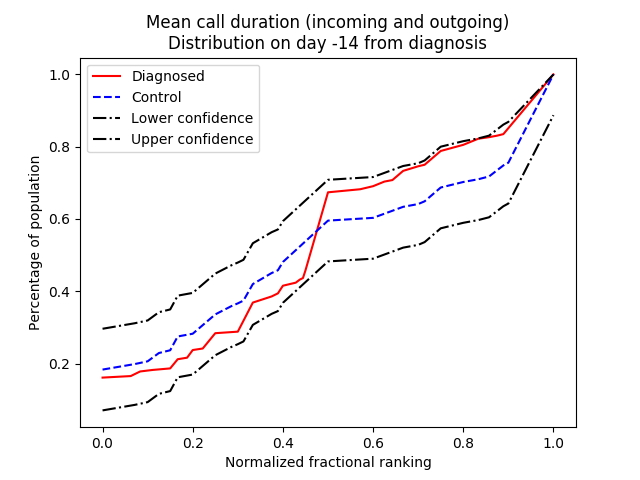 Mean call duration (incoming and outgoing)
Distribution on day -14 from diagnosis
Diagnosed
Control
Lower confidence
Upper confidence
Percentage of population
1.0
0.8
0.6
0.4
0.2
0.0 0.2 0.4 0.6 0.8 1.0
Normalized fractional ranking